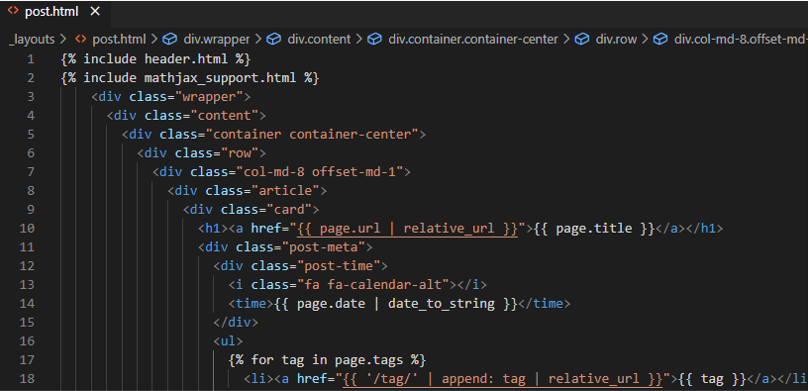 post.html
_layouts > post.html > div.wrapper > div.content > div.container.container-center > div.row > div.col-md-8.offset-md-
1 {% include header.html %}
2 {% include mathjax_support.html %}
3 <div class="wrapper">
4 <div class="content">
5 <div class="container container-center">
6 <div class="row">
7 <div class="col-md-8 offset-md-1">
8 <div class="article">
9 <div class="card">
10 <h1><a href="{{ page.url | relative_url }}">{{ page.title }}</a></h1>
11 <div class="post-meta">
12 <div class="post-time">
13 <i class="fa fa-calendar-alt"></i>
14 <time>{{ page.date | date_to_string }}</time>
15 </div>
16 <ul>
17 {% for tag in page.tags %}
18 <li><a href="{{ '/tag/' | append: tag | relative_url }}">{{ tag }}</a></li